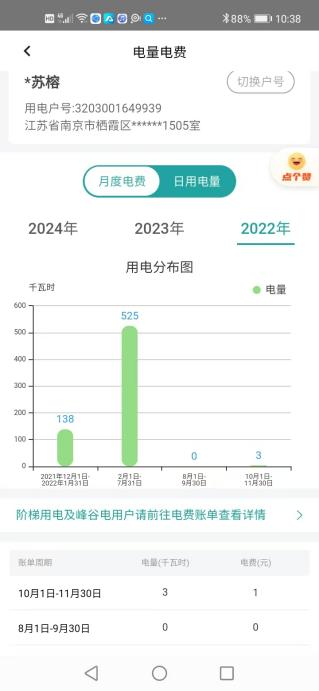 HD 4G 88% 10:38
电量电费
*苏榕
切换户号
用电户号:3203001649939
江苏省南京市栖霞区******1505室
点个赞
月度电费 日用电量
2024年 2023年 2022年
用电分布图
千瓦时 电量
600
500
400
300
200
100
0
138
525
0
3
2021年12月1日-
2022年1月31日
2月1日-
7月31日
8月1日-
9月30日
10月1日-
11月30日
阶梯用电及峰谷电用户请前往电费账单查看详情
账单周期 电量(千瓦时) 电费(元)
10月1日-11月30日 3 1
8月1日-9月30日 0 0